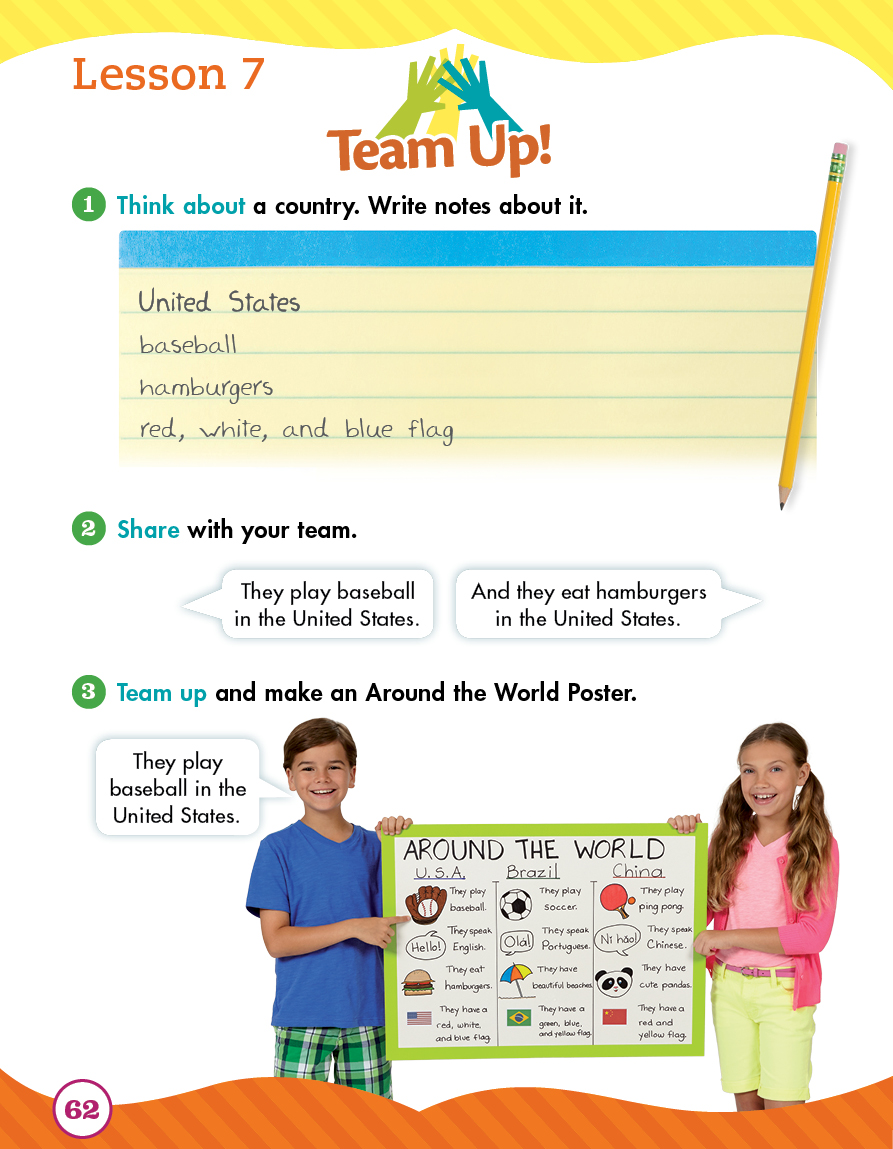 Lesson 7
Team Up!
1 Think about a country. Write notes about it.
United States
baseball
hamburgers
red, white, and blue flag
2 Share with your team.
They play baseball
in the United States.
And they eat hamburgers
in the United States.
3 Team up and make an Around the World Poster.
They play
baseball in the
United States.
AROUND THE WORLD
U.S.A.
They play
baseball.
Hello!
They speak
English.
They eat
hamburgers.
They have a
red, white,
and blue flag.
Brazil
They play
soccer.
Olá!
They speak
Portuguese.
They have
beautiful beaches.
They have a
green, blue,
and yellow flag.
China
They play
ping pong.
Ni hǎo!
They speak
Chinese.
They have
cute pandas.
They have a
red and
yellow flag.
62